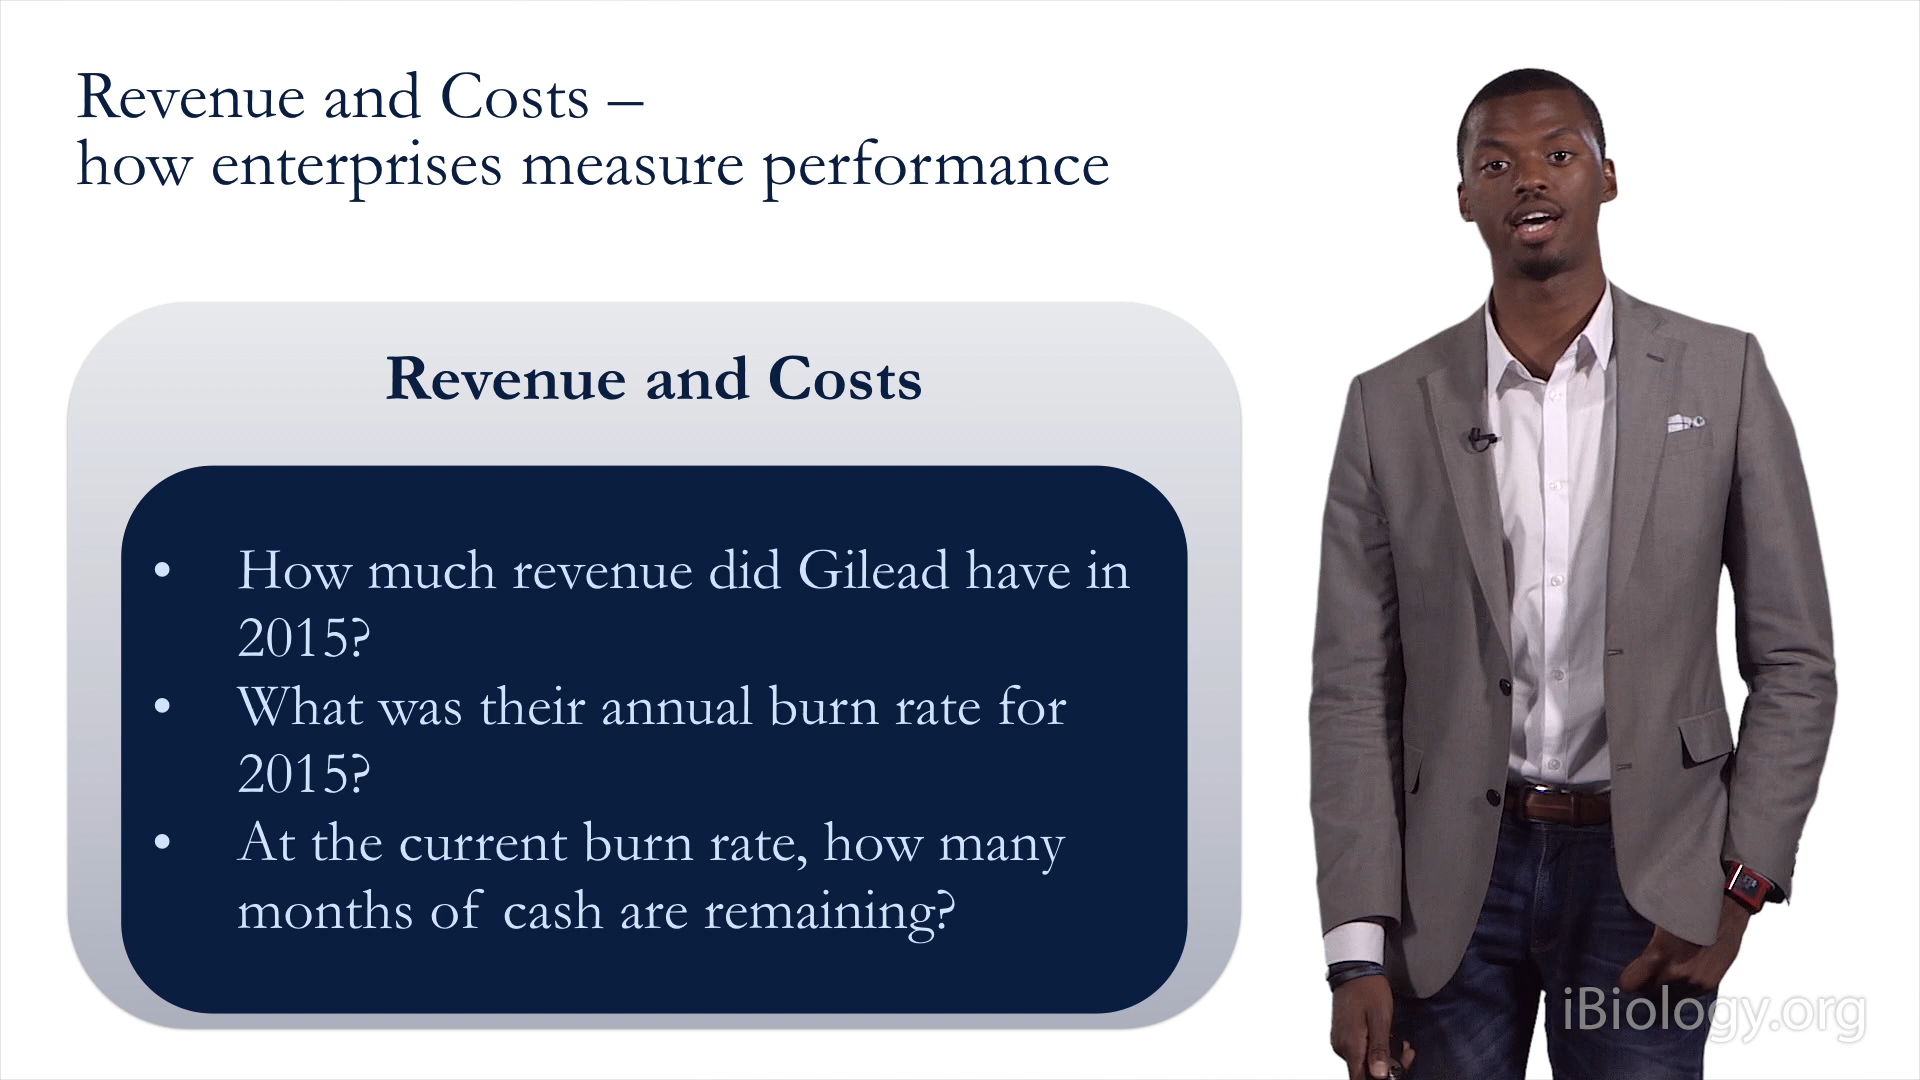 Revenue and Costs –
how enterprises measure performance
Revenue and Costs
• How much revenue did Gilead have in
2015?
• What was their annual burn rate for
2015?
• At the current burn rate, how many
months of cash are remaining?
iBiology.org